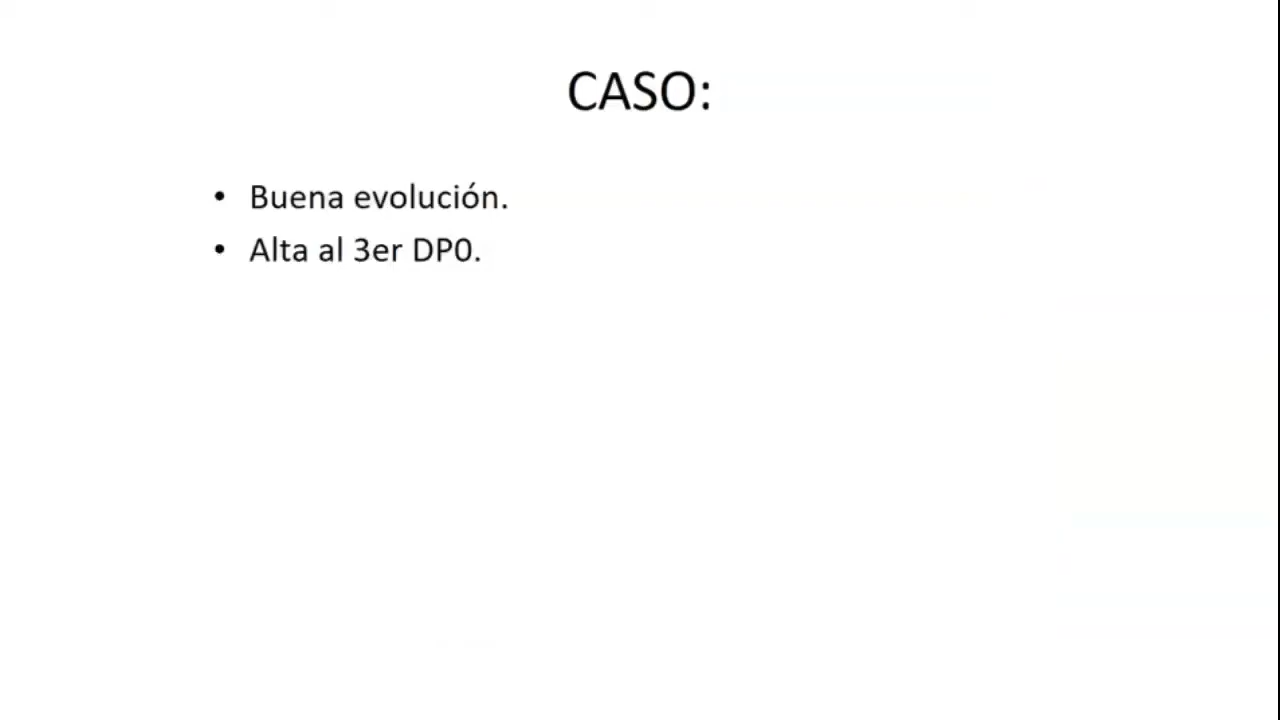 CASO:
• Buena evolución.
• Alta al 3er DP0.